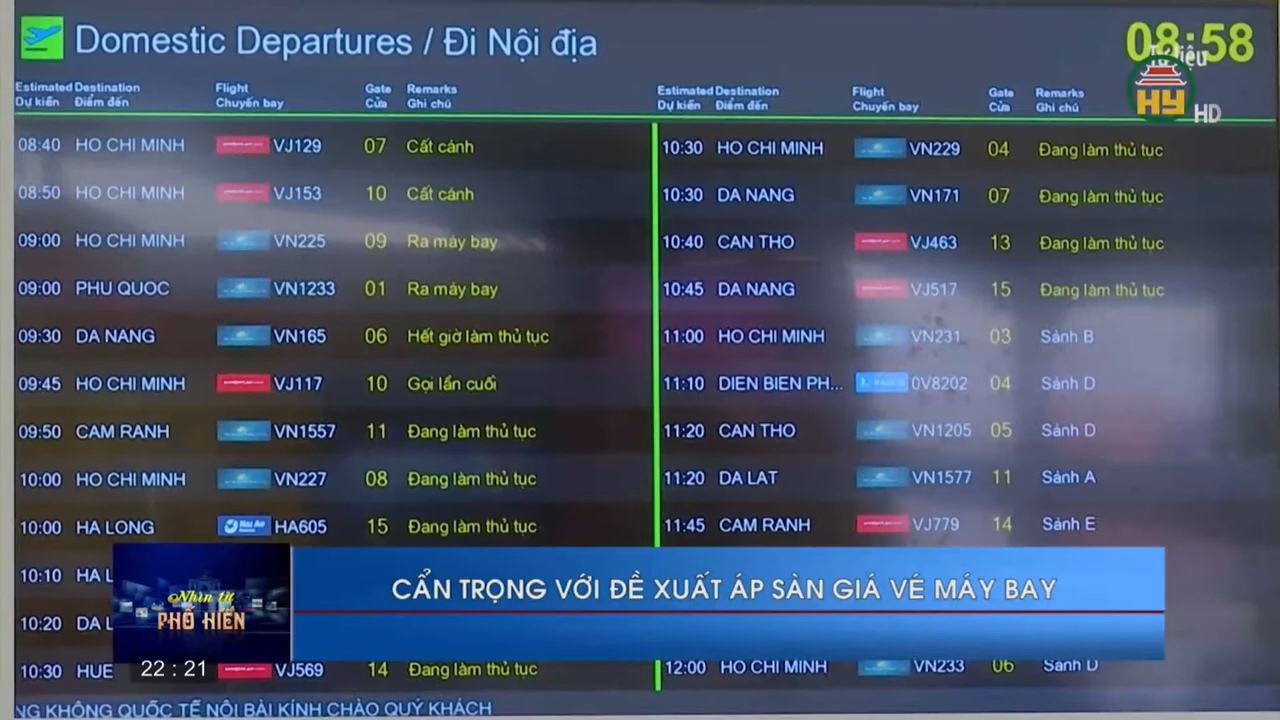 Domestic Departures / Đi Nội địa
08:58
Tư liệu
HY HD
Estimated Destination Flight Gate Remarks
Dự kiến Điểm đến Chuyến bay Cửa Ghi chú
08:40 HO CHI MINH VJ129 07 Cất cánh
08:50 HO CHI MINH VJ153 10 Cất cánh
09:00 HO CHI MINH VN225 09 Ra máy bay
09:00 PHU QUOC VN1233 01 Ra máy bay
09:30 DA NANG VN165 06 Hết giờ làm thủ tục
09:45 HO CHI MINH VJ117 10 Gọi lần cuối
09:50 CAM RANH VN1557 11 Đang làm thủ tục
10:00 HO CHI MINH VN227 08 Đang làm thủ tục
10:00 HA LONG HA605 15 Đang làm thủ tục
10:10 HA L
10:20 DA L
10:30 HUE VJ569 14 Đang làm thủ tục
Estimated Destination Flight Gate Remarks
Dự kiến Điểm đến Chuyến bay Cửa Ghi chú
10:30 HO CHI MINH VN229 04 Đang làm thủ tục
10:30 DA NANG VN171 07 Đang làm thủ tục
10:40 CAN THO VJ463 13 Đang làm thủ tục
10:45 DA NANG VJ517 15 Đang làm thủ tục
11:00 HO CHI MINH VN231 03 Sảnh B
11:10 DIEN BIEN PH... 0V8202 04 Sảnh D
11:20 CAN THO VN1205 05 Sảnh D
11:20 DA LAT VN1577 11 Sảnh A
11:45 CAM RANH VJ779 14 Sảnh E
12:00 HO CHI MINH VN233 06 Sảnh D
Nhìn từ
PHỐ HIẾN
22 : 21
CẨN TRỌNG VỚI ĐỀ XUẤT ÁP SÀN GIÁ VÉ MÁY BAY
NG KHÔNG QUỐC TẾ NỘI BÀI KÍNH CHÀO QUÝ KHÁCH